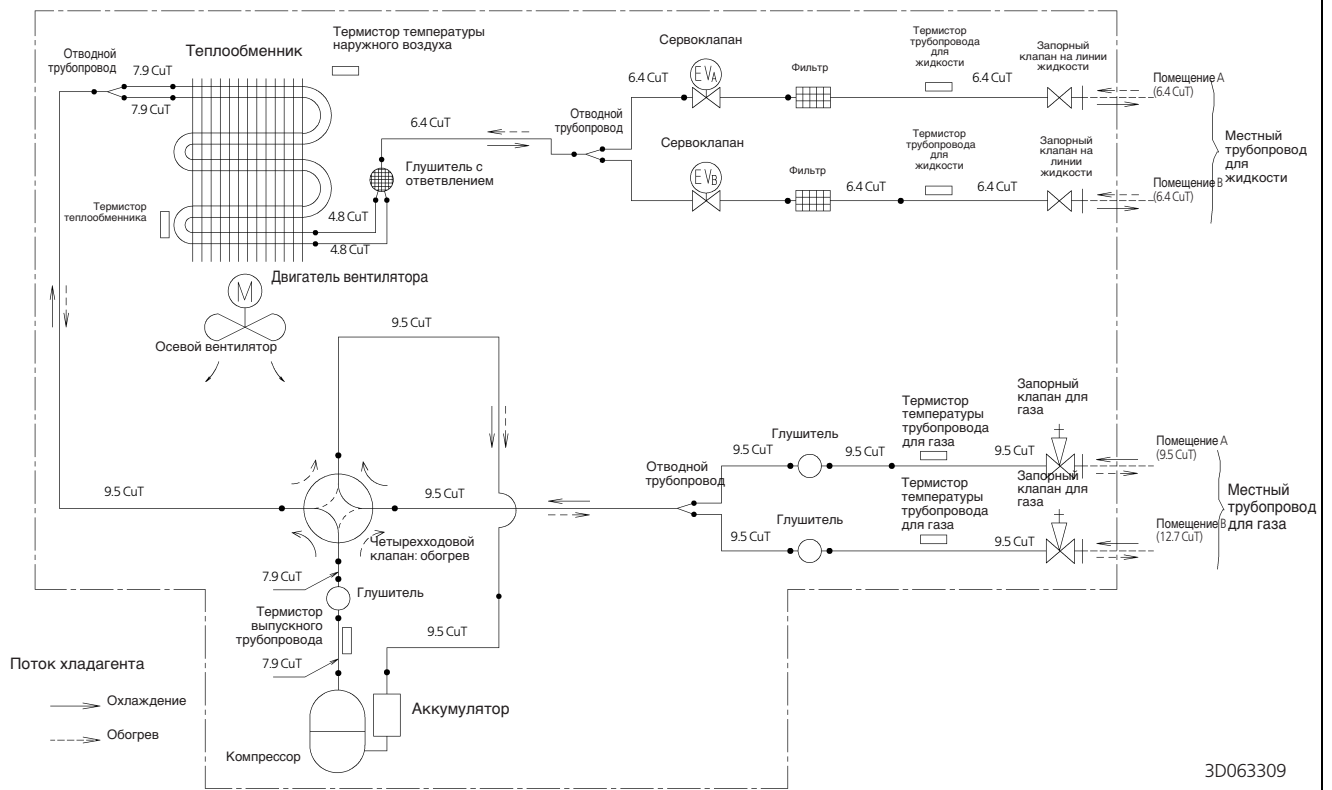 Термистор температуры
наружного воздуха
Теплообменник
Отводной
трубопровод
7.9 CuT
7.9 CuT
Термистор
теплообменника
4.8 CuT
4.8 CuT
Глушитель с
ответвлением
6.4 CuT
Отводной
трубопровод
Сервоклапан
6.4 CuT
EVA
Фильтр
Термистор
трубопровода
для
жидкости
6.4 CuT
Запорный
клапан на линии
жидкости
Помещение A
(6.4 CuT)
Сервоклапан
EVB
Фильтр
6.4 CuT
Термистор
трубопровода
для
жидкости
6.4 CuT
Запорный
клапан на
линии
жидкости
Помещение B
(6.4 CuT)
Местный
трубопровод
для
жидкости
Двигатель вентилятора
M
Осевой вентилятор
9.5 CuT
9.5 CuT
9.5 CuT
Четырехходовой
клапан: обогрев
7.9 CuT
Глушитель
Термистор
выпускного
трубопровода
7.9 CuT
9.5 CuT
Аккумулятор
Компрессор
Отводной
трубопровод
9.5 CuT
Глушитель
9.5 CuT
Термистор
температуры
трубопровода
для газа
9.5 CuT
Запорный
клапан для
газа
Помещение A
(9.5 CuT)
9.5 CuT
Глушитель
Термистор
температуры
трубопровода
для газа
9.5 CuT
Запорный
клапан для
газа
Помещение B
(12.7 CuT)
Местный
трубопровод
для газа
Поток хладагента
Охлаждение
Обогрев
3D063309